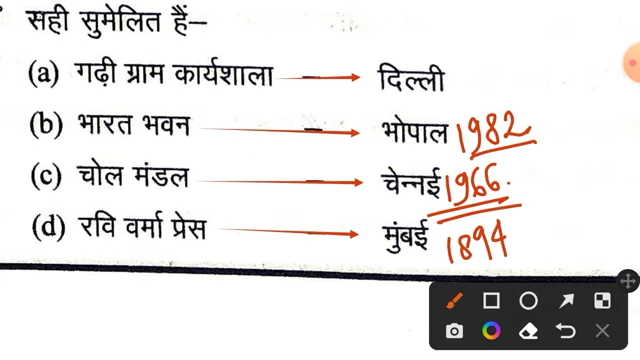 सही सुमेलित हैं–
(a) गढ़ी ग्राम कार्यशाला – दिल्ली
(b) भारत भवन – भोपाल 1982
(c) चोल मंडल – चेन्नई 1966.
(d) रवि वर्मा प्रेस – मुंबई 1894